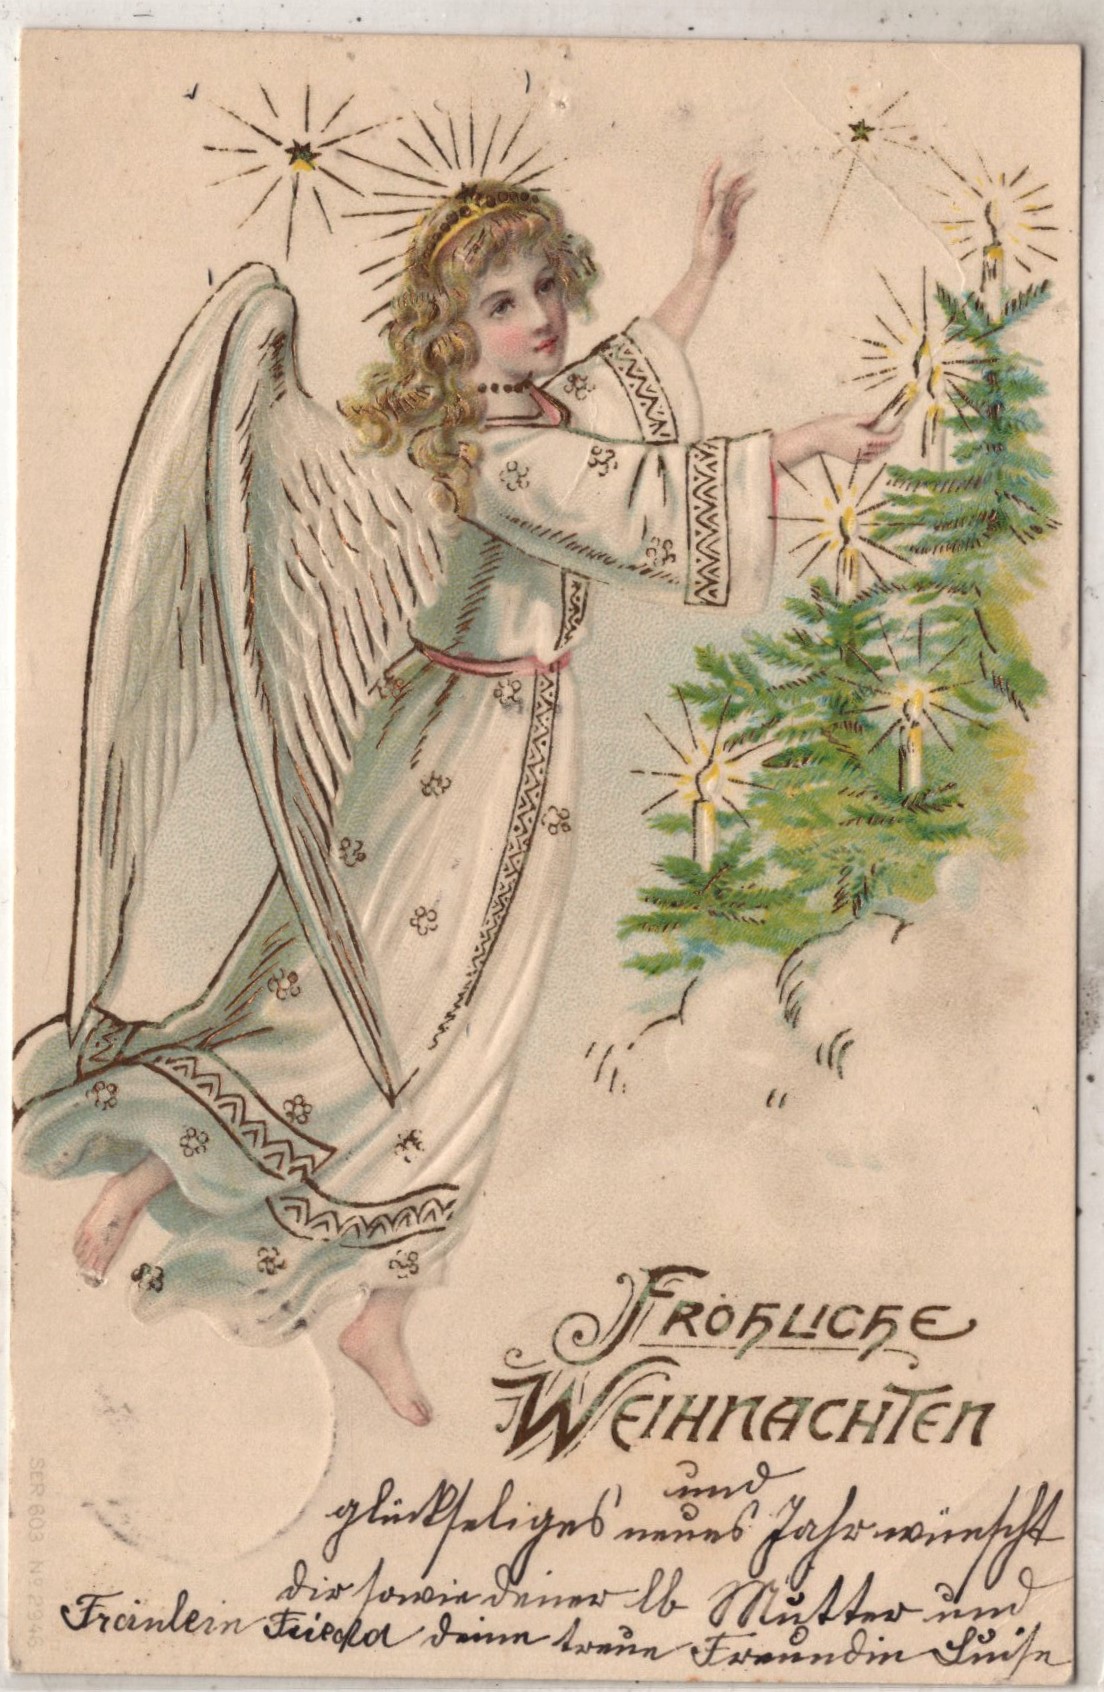 FRÖHLICHE
WEIHNACHTEN
und
glückseliges neues Jahr wünscht
dir sowie deiner lb Mutter und
Fräulein Frieda deine treue Freundin Luise
SER 603 Nº 2946